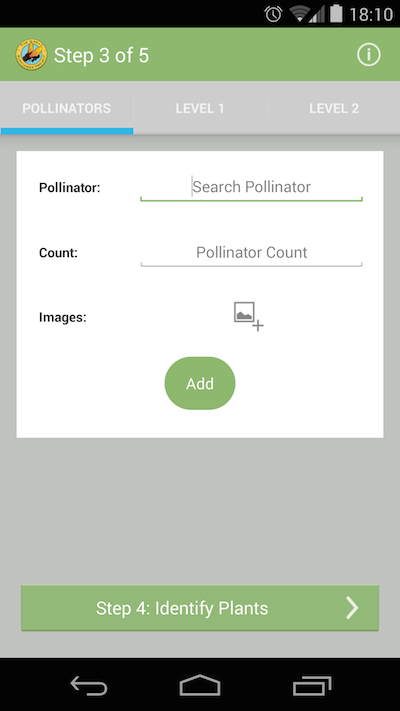 18:10
Step 3 of 5
POLLINATORS LEVEL 1 LEVEL 2
Pollinator: Search Pollinator
Count: Pollinator Count
Images:
Add
Step 4: Identify Plants